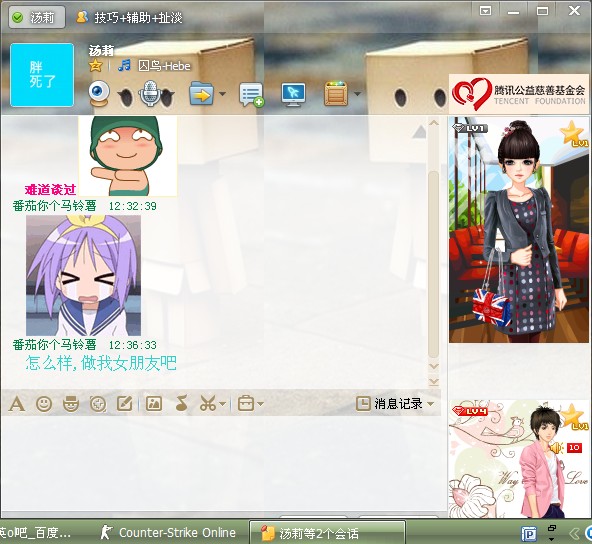 汤莉 技巧+辅助+扯淡
胖
死了
汤莉
囚鸟-Hebe
腾讯公益慈善基金会
TENCENT FOUNDATION
LV1
LV1
难道谈过
番茄你个马铃薯 12:32:39
番茄你个马铃薯 12:36:33
怎么样,做我女朋友吧
A 消息记录
LV4
LV1
10
Way Love
英o吧_百度... Counter-Strike Online 汤莉等2个会话 P